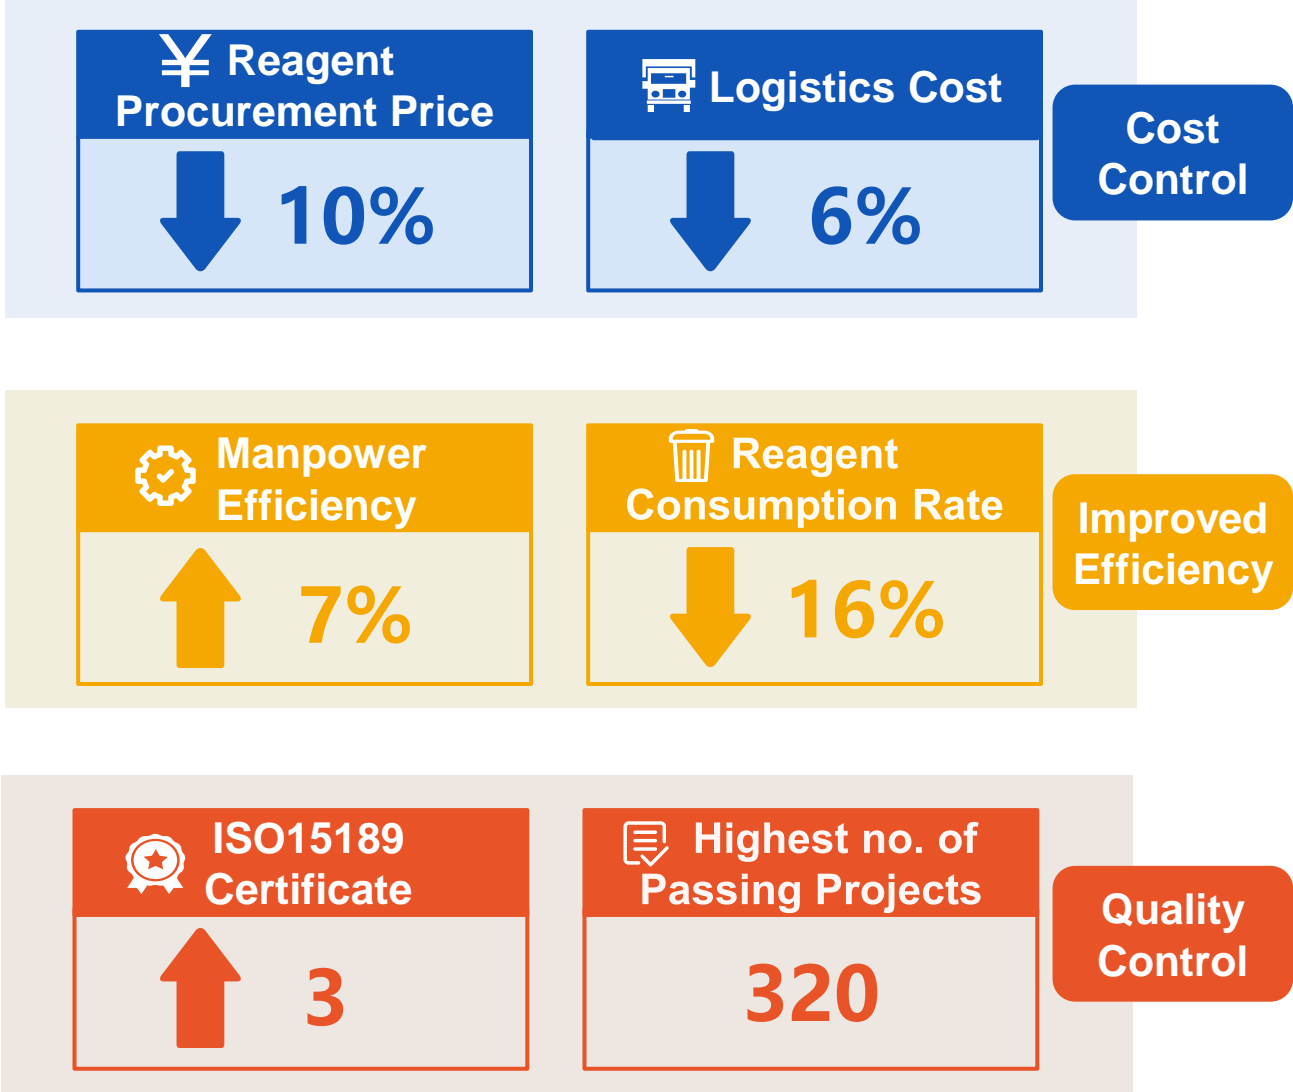 ¥ Reagent
Procurement Price
10%
Logistics Cost
6%
Cost
Control
Manpower
Efficiency
7%
Reagent
Consumption Rate
16%
Improved
Efficiency
ISO15189
Certificate
3
Highest no. of
Passing Projects
320
Quality
Control